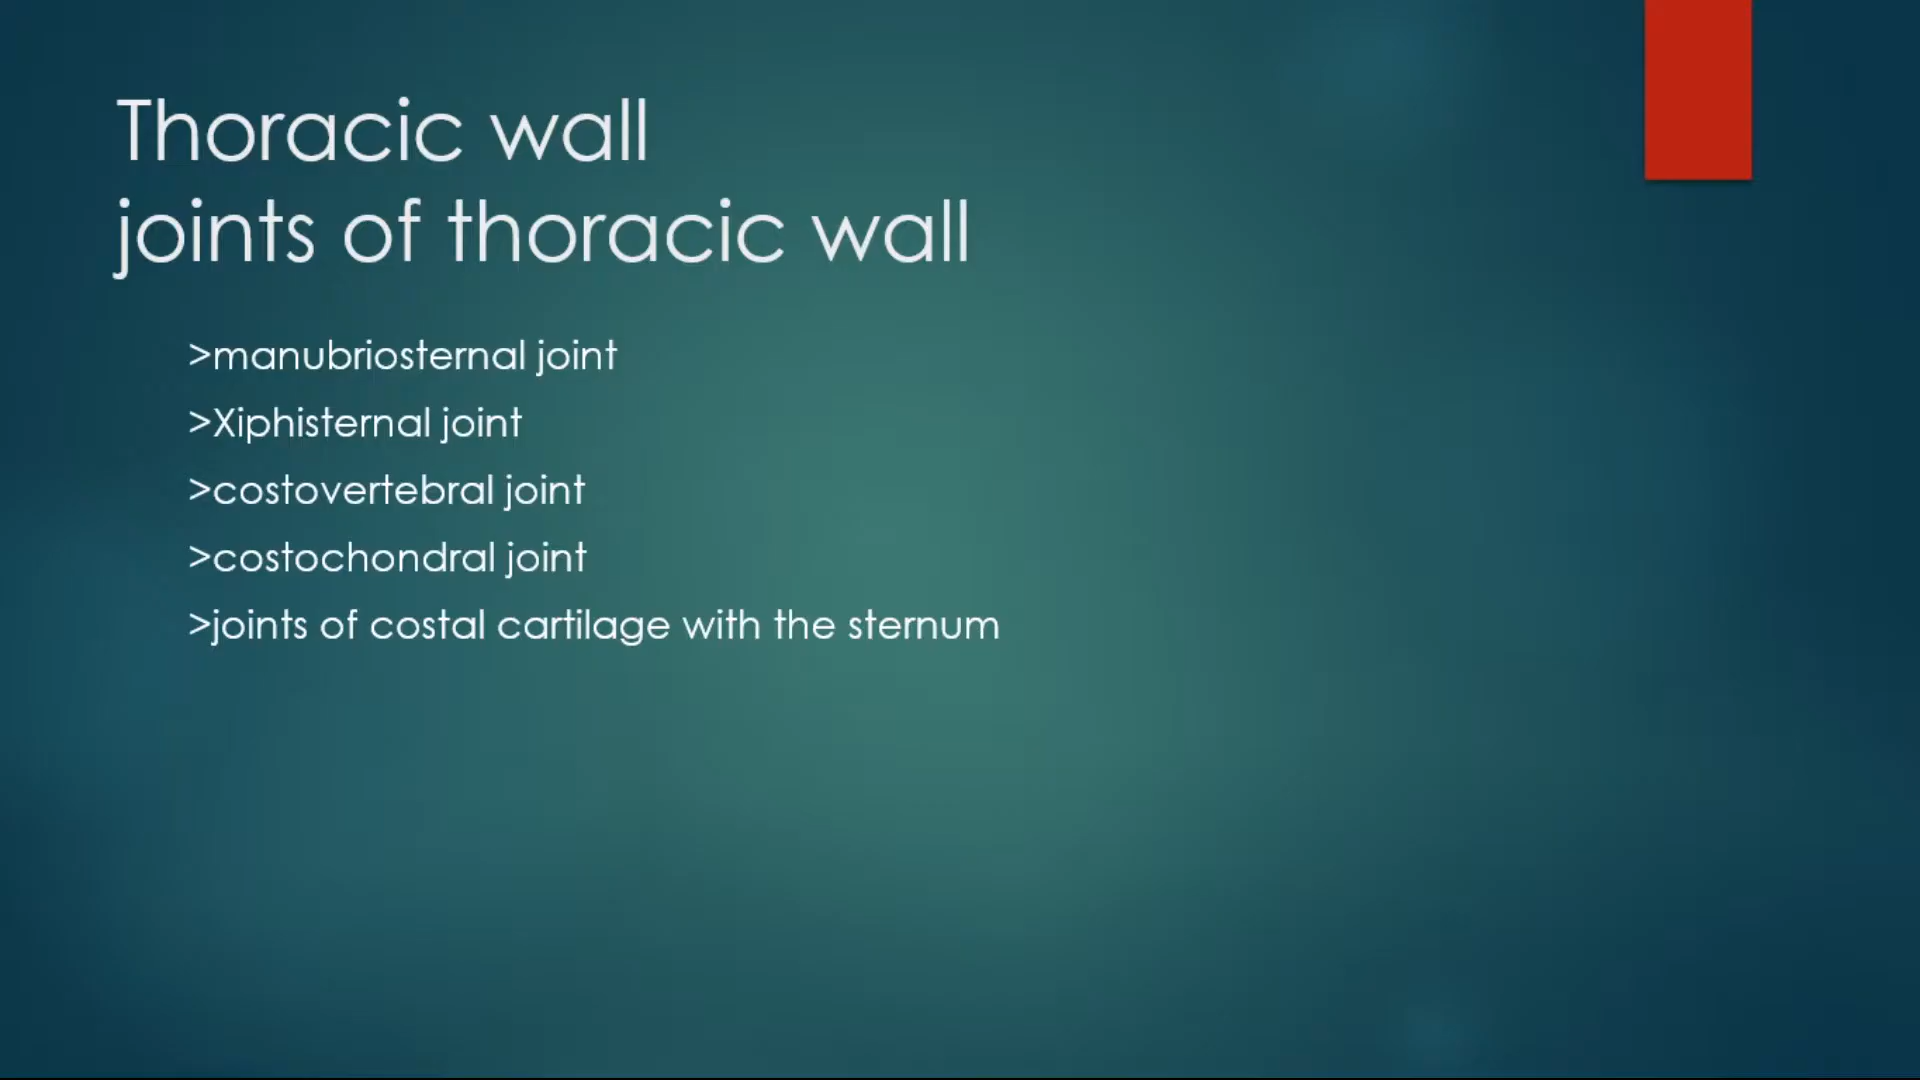 Thoracic wall
joints of thoracic wall
>manubriosternal joint
>Xiphisternal joint
>costovertebral joint
>costochondral joint
>joints of costal cartilage with the sternum